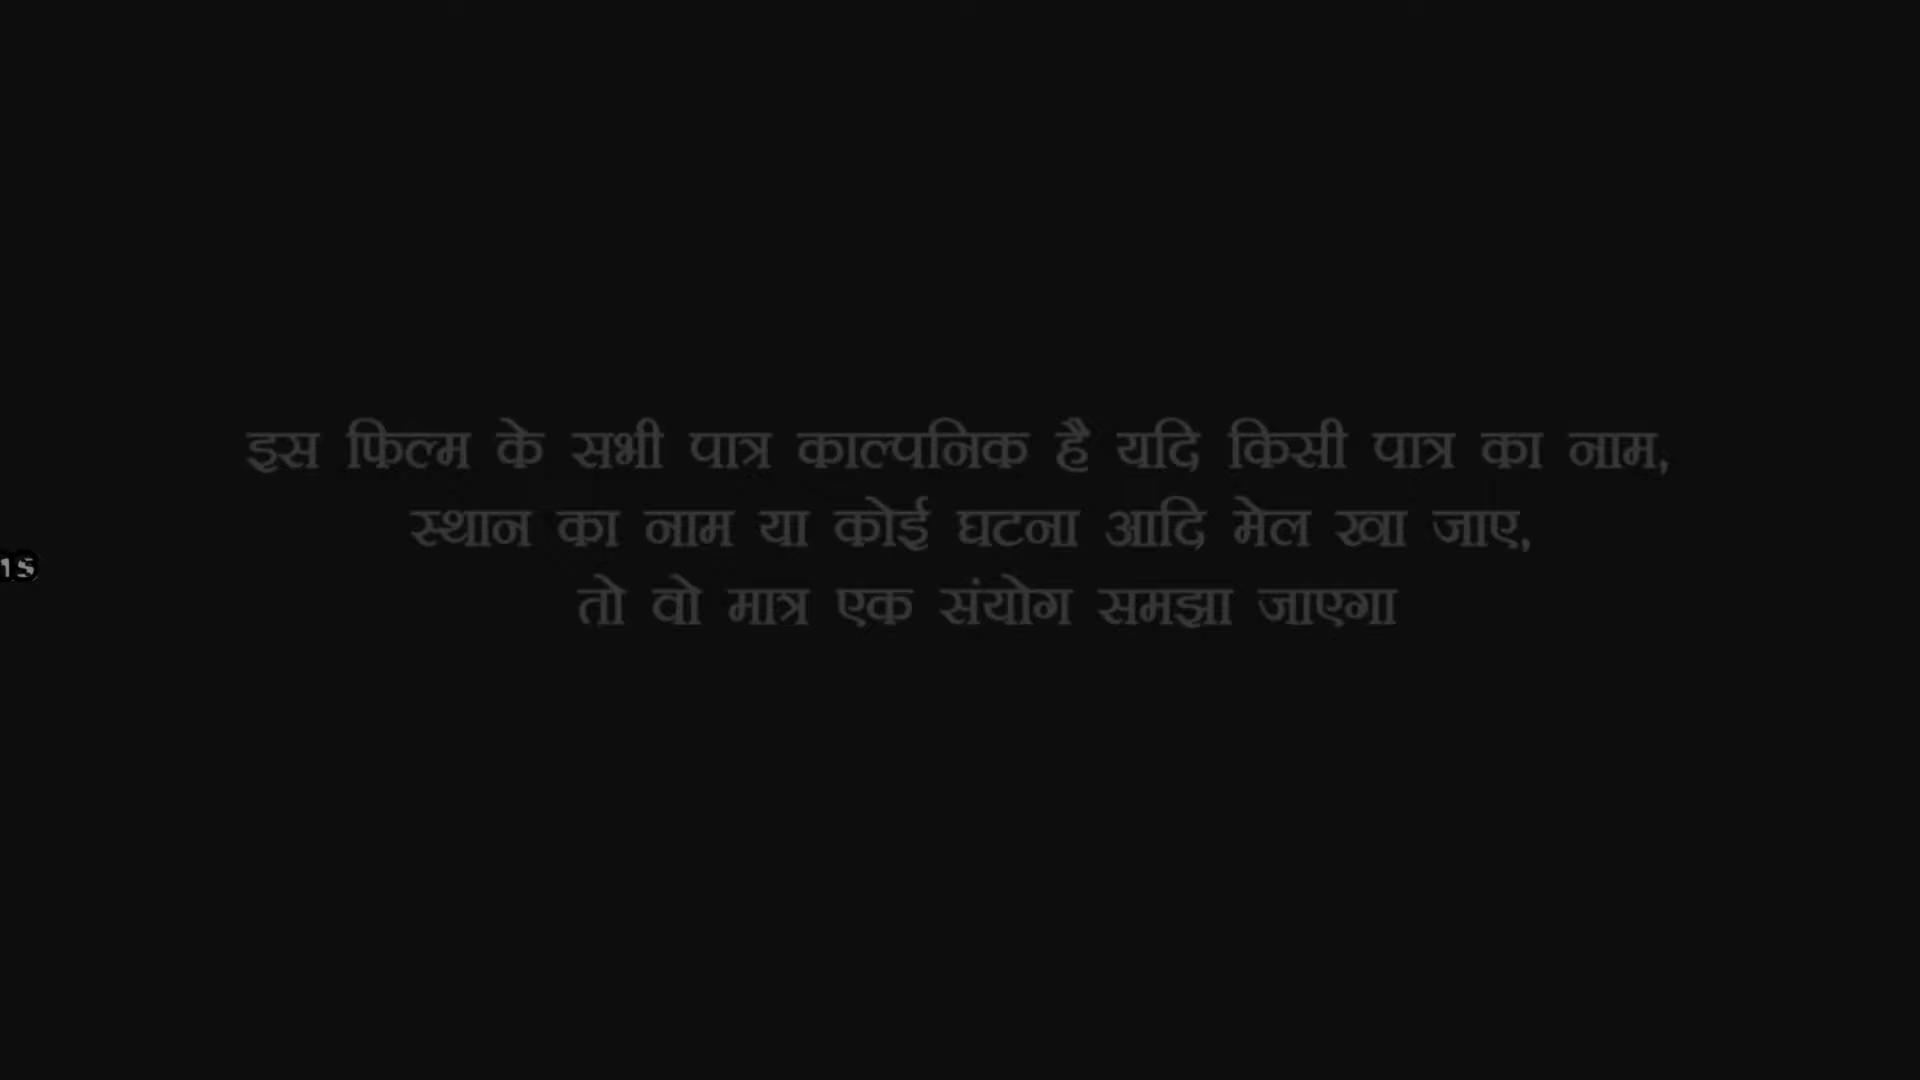 इस फिल्म के सभी पात्र काल्पनिक है यदि किसी पात्र का नाम,
स्थान का नाम या कोई घटना आदि मेल खा जाए,
तो वो मात्र एक संयोग समझा जाएगा